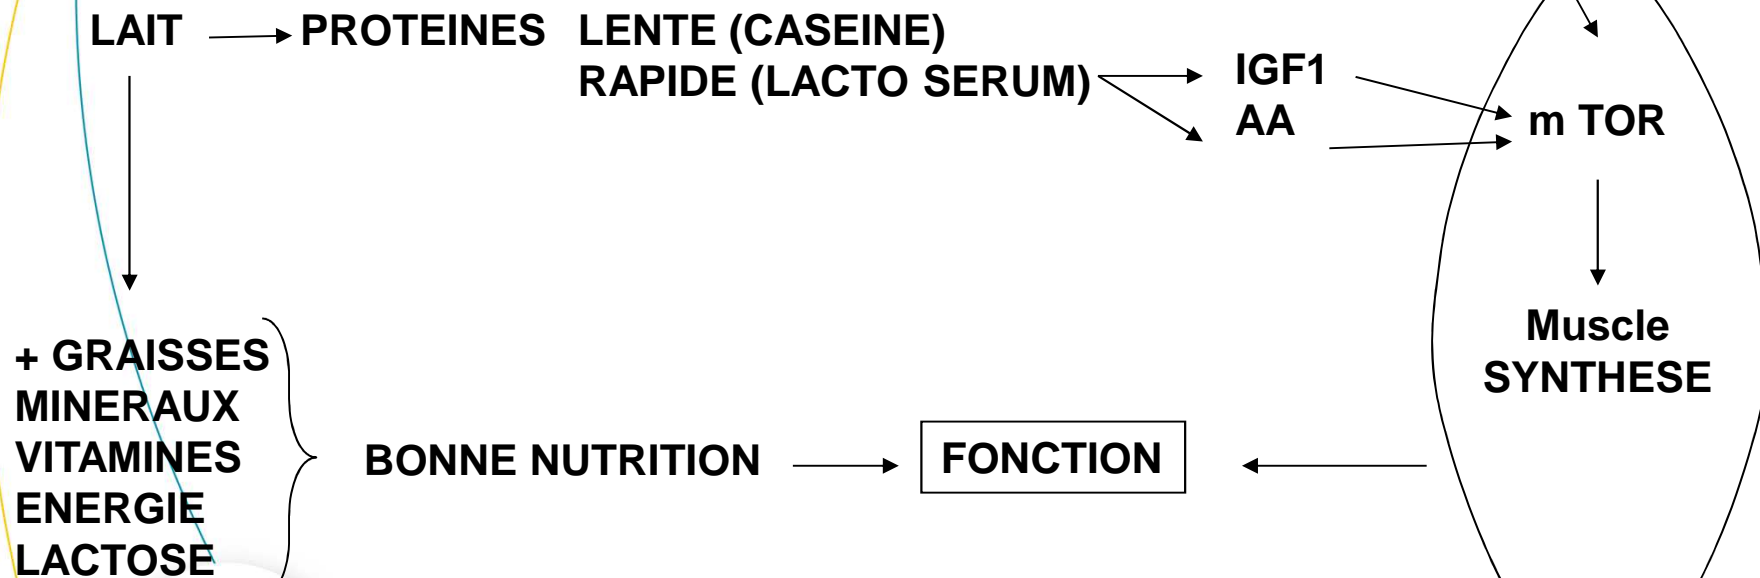 LAIT PROTEINES LENTE (CASEINE)
RAPIDE (LACTO SERUM)
IGF1
AA
m TOR
Muscle
SYNTHESE
+ GRAISSES
MINERAUX
VITAMINES
ENERGIE
LACTOSE
BONNE NUTRITION
FONCTION